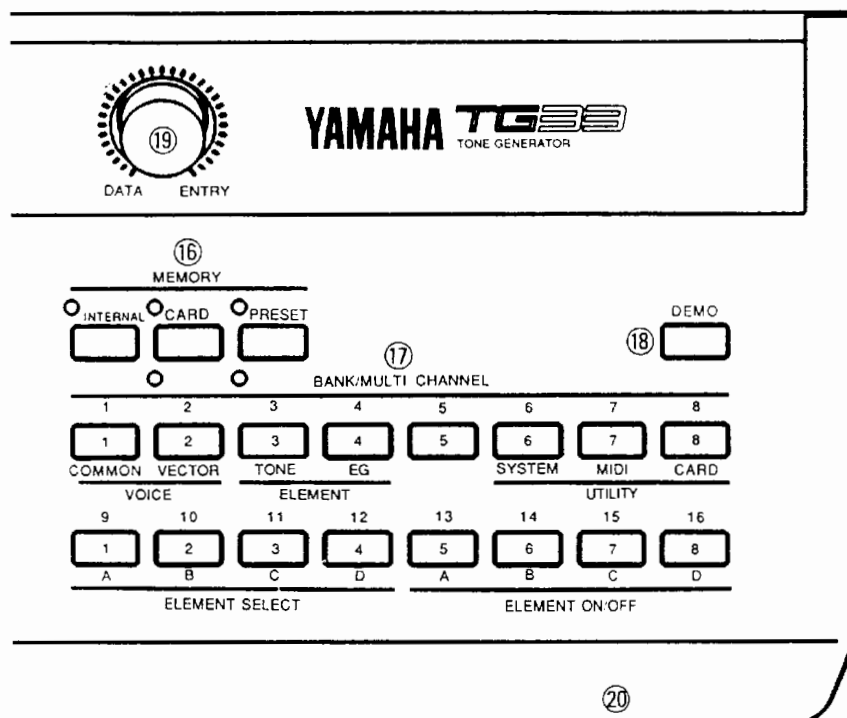 ⑲
YAMAHA TG33
TONE GENERATOR
DATA ENTRY
⑯
MEMORY
INTERNAL CARD PRESET
DEMO
⑱
⑰
BANK/MULTI CHANNEL
1 2 3 4 5 6 7 8
1 2 3 4 5 6 7 8
COMMON VECTOR TONE EG SYSTEM MIDI CARD
VOICE ELEMENT UTILITY
9 10 11 12 13 14 15 16
1 2 3 4 5 6 7 8
A B C D A B C D
ELEMENT SELECT ELEMENT ON/OFF
⑳